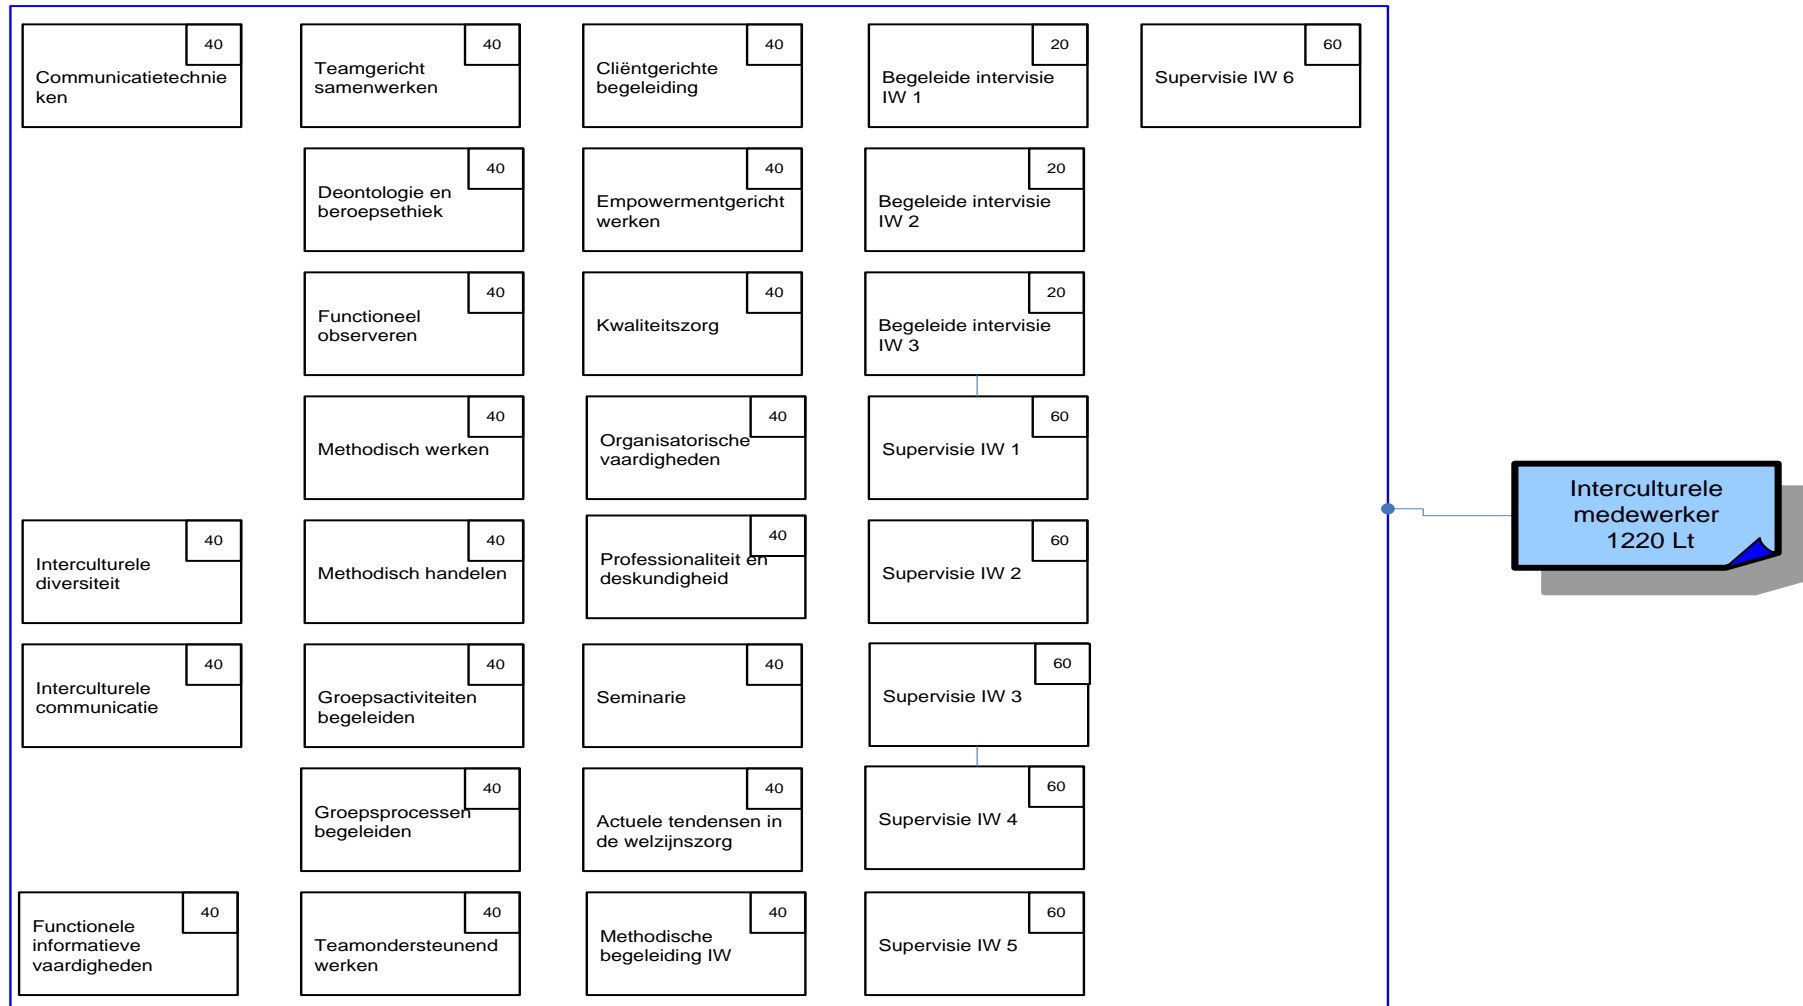 40
Communicatietechnie
ken
40
Teamgericht
samenwerken
40
Cliëntgerichte
begeleiding
20
Begeleide intervisie
IW 1
60
Supervisie IW 6
40
Deontologie en
beroepsethiek
40
Empowermentgericht
werken
20
Begeleide intervisie
IW 2
40
Functioneel
observeren
40
Kwaliteitszorg
20
Begeleide intervisie
IW 3
40
Methodisch werken
40
Organisatorische
vaardigheden
60
Supervisie IW 1
Interculturele
medewerker
1220 Lt
40
Interculturele
diversiteit
40
Methodisch handelen
40
Professionaliteit en
deskundigheid
60
Supervisie IW 2
40
Interculturele
communicatie
40
Groepsactiviteiten
begeleiden
40
Seminarie
60
Supervisie IW 3
40
Groepsprocessen
begeleiden
40
Actuele tendensen in
de welzijnszorg
60
Supervisie IW 4
40
Functionele
informatieve
vaardigheden
40
Teamondersteunend
werken
40
Methodische
begeleiding IW
60
Supervisie IW 5